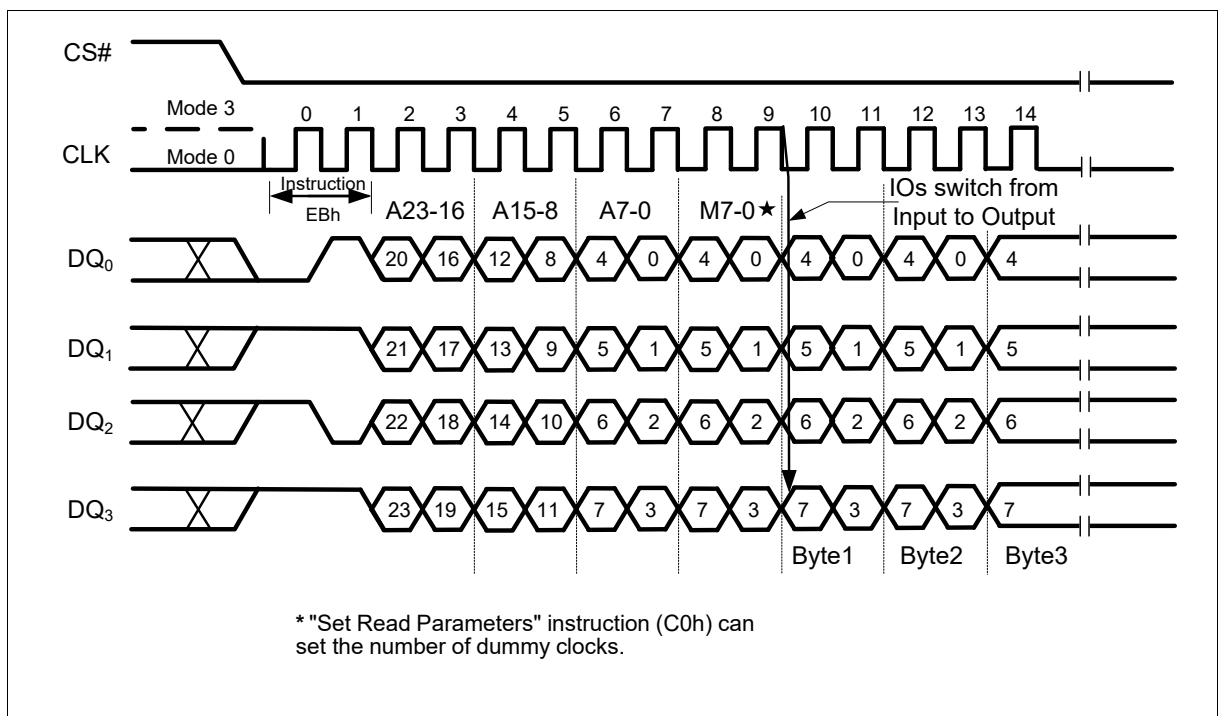 CS#
Mode 3
0 1 2 3 4 5 6 7 8 9 10 11 12 13 14
CLK
Mode 0
Instruction
EBh
A23-16 A15-8 A7-0 M7-0★
IOs switch from
Input to Output
DQ₀ 20 16 12 8 4 0 4 0 4 0 4 0 4
DQ₁ 21 17 13 9 5 1 5 1 5 1 5 1 5
DQ₂ 22 18 14 10 6 2 6 2 6 2 6 2 6
DQ₃ 23 19 15 11 7 3 7 3 7 3 7 3 7
Byte1 Byte2 Byte3
* "Set Read Parameters" instruction (C0h) can
set the number of dummy clocks.